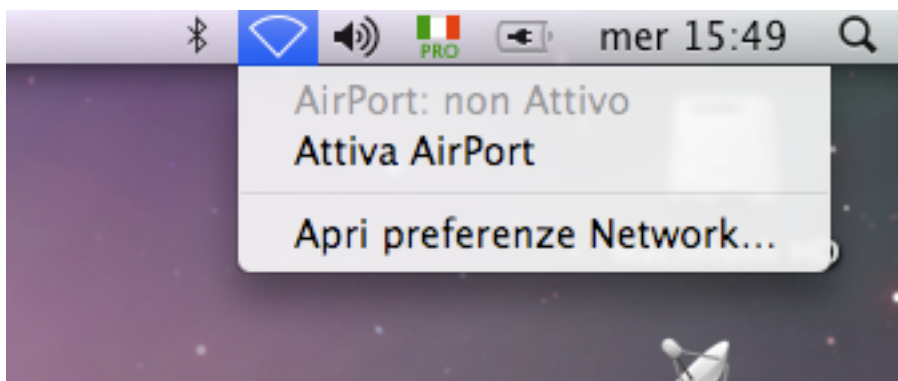 PRO
mer 15:49
AirPort: non Attivo
Attiva AirPort
Apri preferenze Network...